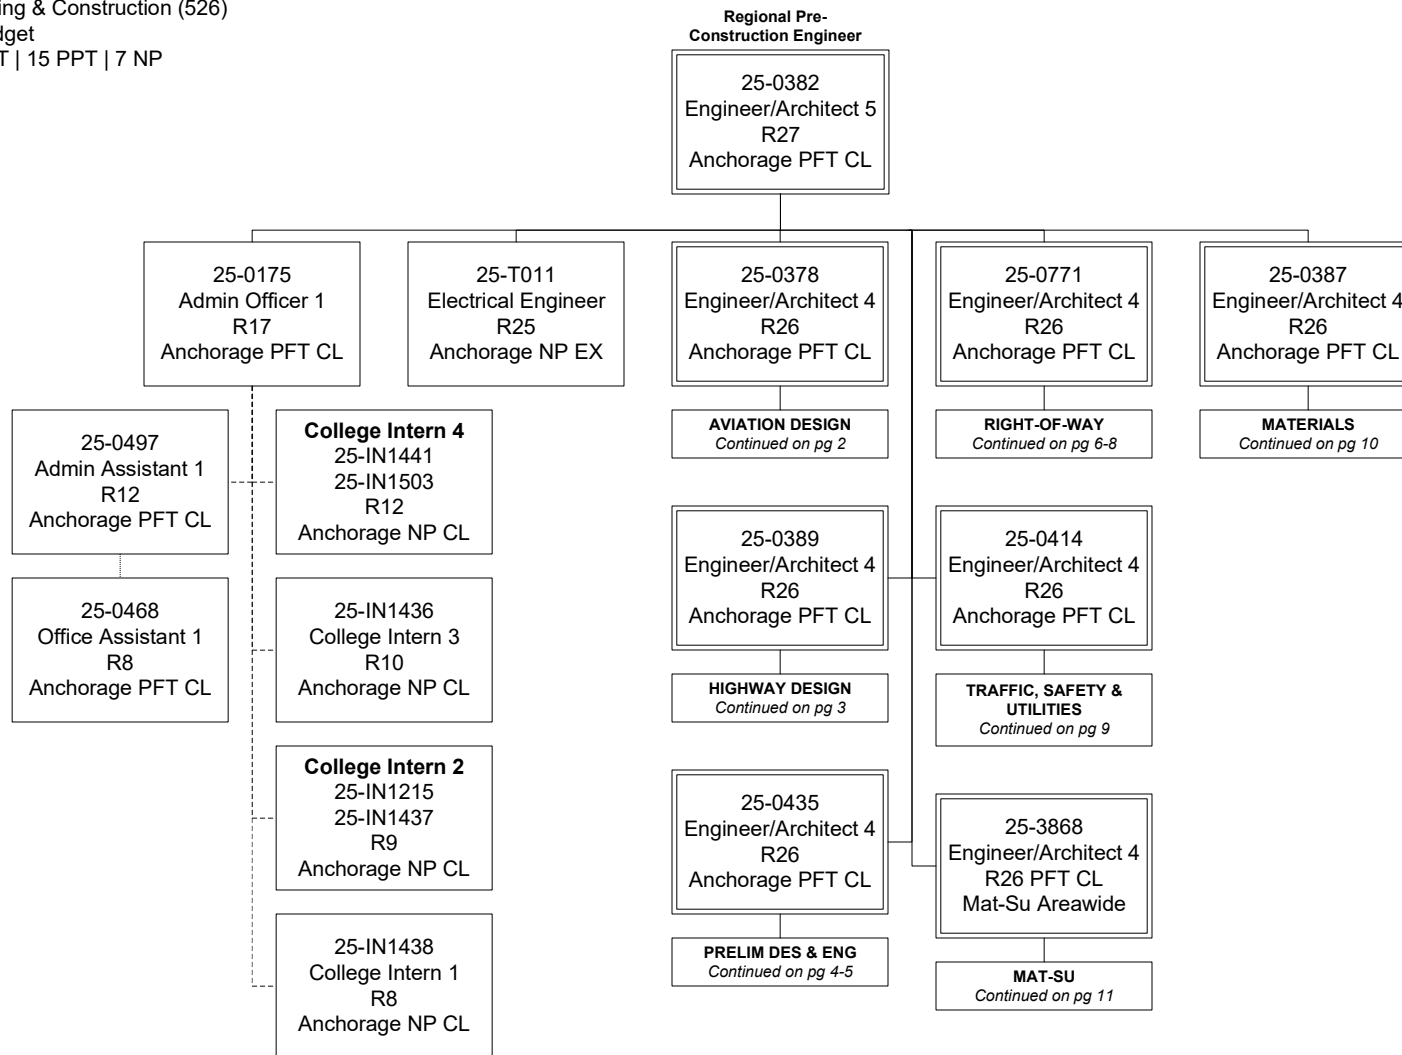 ing & Construction (526)
dget
T | 15 PPT | 7 NP
Regional Pre-
Construction Engineer
25-0382
Engineer/Architect 5
R27
Anchorage PFT CL
25-0175
Admin Officer 1
R17
Anchorage PFT CL
25-T011
Electrical Engineer
R25
Anchorage NP EX
25-0378
Engineer/Architect 4
R26
Anchorage PFT CL
25-0771
Engineer/Architect 4
R26
Anchorage PFT CL
25-0387
Engineer/Architect 4
R26
Anchorage PFT CL
AVIATION DESIGN
Continued on pg 2
RIGHT-OF-WAY
Continued on pg 6-8
MATERIALS
Continued on pg 10
25-0497
Admin Assistant 1
R12
Anchorage PFT CL
College Intern 4
25-IN1441
25-IN1503
R12
Anchorage NP CL
25-0389
Engineer/Architect 4
R26
Anchorage PFT CL
25-0414
Engineer/Architect 4
R26
Anchorage PFT CL
25-0468
Office Assistant 1
R8
Anchorage PFT CL
25-IN1436
College Intern 3
R10
Anchorage NP CL
HIGHWAY DESIGN
Continued on pg 3
TRAFFIC, SAFETY &
UTILITIES
Continued on pg 9
College Intern 2
25-IN1215
25-IN1437
R9
Anchorage NP CL
25-0435
Engineer/Architect 4
R26
Anchorage PFT CL
25-3868
Engineer/Architect 4
R26 PFT CL
Mat-Su Areawide
25-IN1438
College Intern 1
R8
Anchorage NP CL
PRELIM DES & ENG
Continued on pg 4-5
MAT-SU
Continued on pg 11